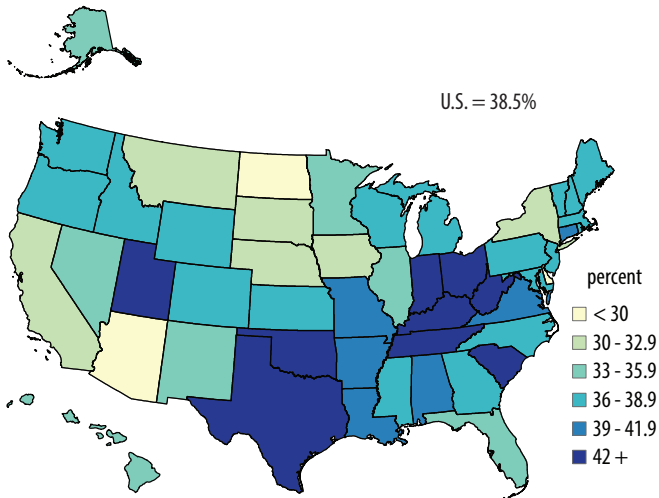 U.S. = 38.5%
percent
< 30
30 - 32.9
33 - 35.9
36 - 38.9
39 - 41.9
42 +